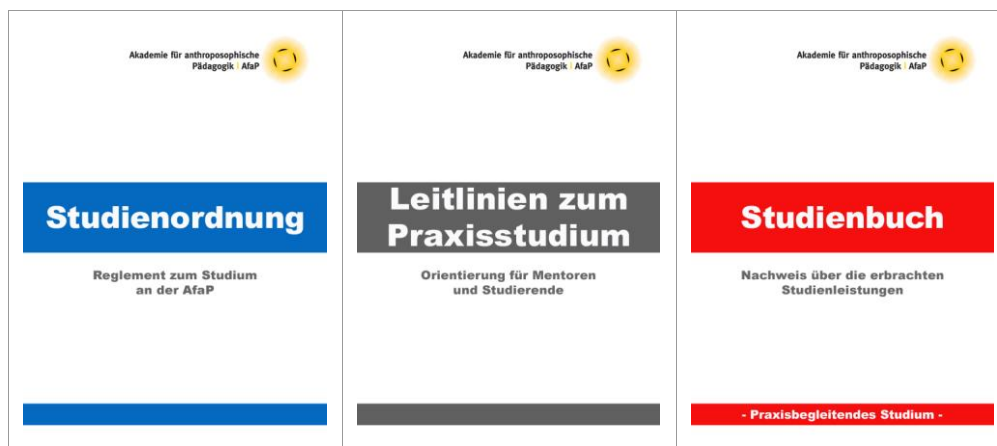 Akademie für anthroposophische
Pädagogik | AfaP
Studienordnung
Reglement zum Studium
an der AfaP
Akademie für anthroposophische
Pädagogik | AfaP
Leitlinien zum
Praxisstudium
Orientierung für Mentoren
und Studierende
Akademie für anthroposophische
Pädagogik | AfaP
Studienbuch
Nachweis über die erbrachten
Studienleistungen
- Praxisbegleitendes Studium -